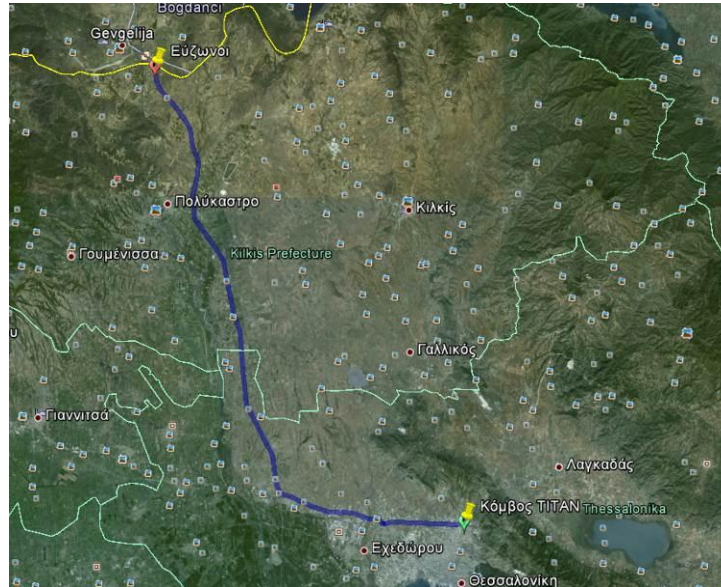 Bogdanci
Gevgelija
Εύζωνοι
Πολύκαστρο
Κιλκίς
Γουμένισσα
Kilkis Prefecture
υ
Γαλλικός
Γιαννιτσά
Λαγκαδάς
Κόμβος TITAN
Thessalonika
Εχεδώρου
Θεσσαλονίκη